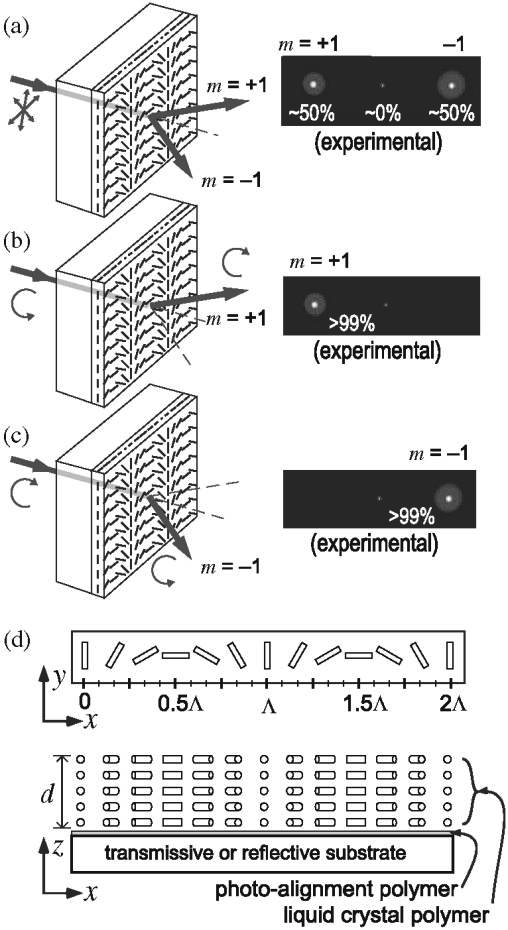 (a)
m = +1
m = –1
m = +1 –1
~50% ~0% ~50%
(experimental)
(b)
m = +1
m = +1
>99%
(experimental)
(c)
m = –1
m = –1
>99%
(experimental)
(d)
y
x
0 0.5Λ Λ 1.5Λ 2Λ
d
z
x
transmissive or reflective substrate
photo-alignment polymer
liquid crystal polymer